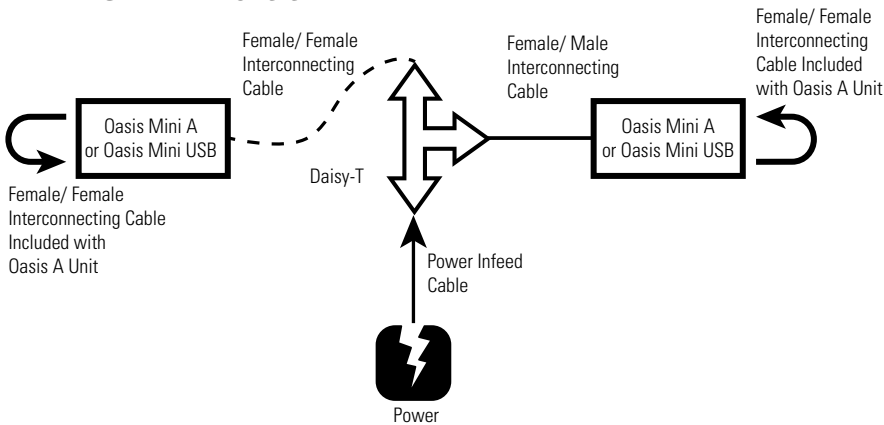 Female/ Female
Interconnecting
Cable
Female/ Male
Interconnecting
Cable
Female/ Female
Interconnecting
Cable Included
with Oasis A Unit
Oasis Mini A
or Oasis Mini USB
Oasis Mini A
or Oasis Mini USB
Daisy-T
Female/ Female
Interconnecting Cable
Included with
Oasis A Unit
Power Infeed
Cable
Power